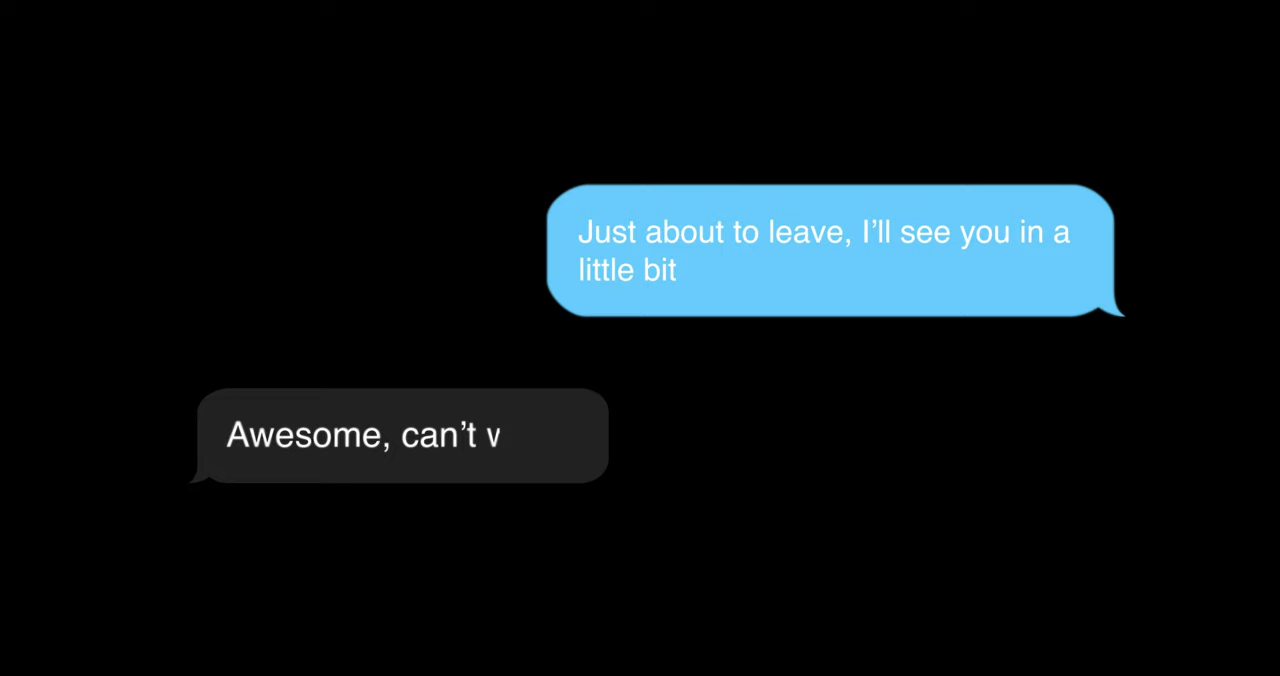 Just about to leave, I’ll see you in a
little bit
Awesome, can’t